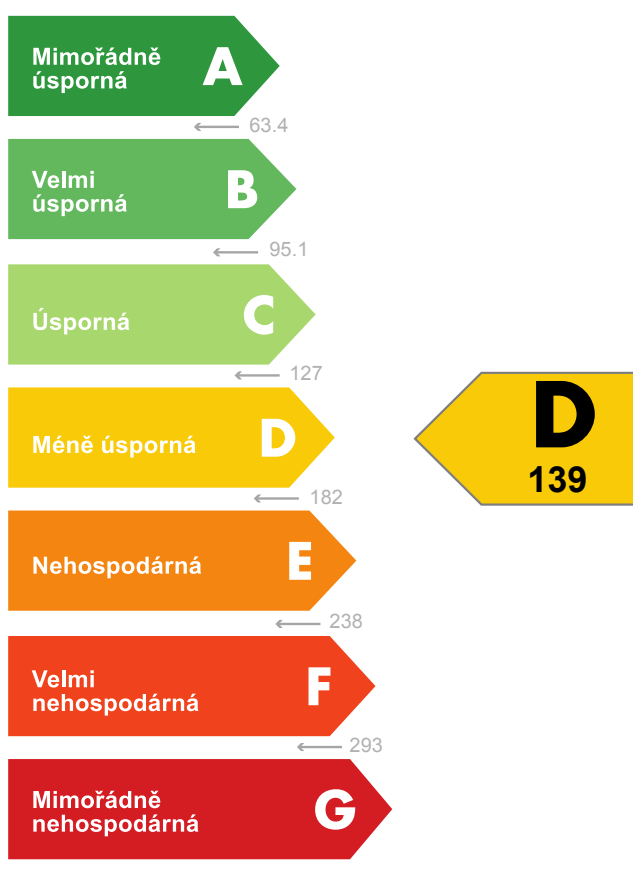 Mimořádně
úsporná
A
← 63.4
Velmi
úsporná
B
← 95.1
Úsporná
C
← 127
Méně úsporná
D
← 182
D
139
Nehospodárná
E
← 238
Velmi
nehospodárná
F
← 293
Mimořádně
nehospodárná
G